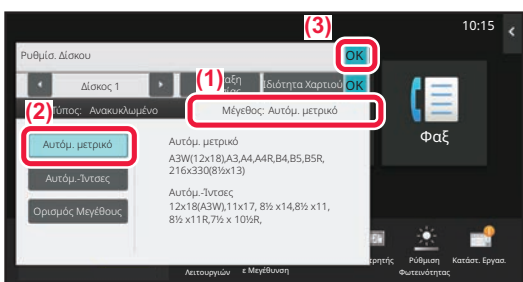 (3)
10:15
Ρυθμίσ. Δίσκου
OK
Δίσκος 1
(1)
Ιδιότητα Χαρτιού
OK
(2)
Τύπος: Ανακυκλωμένο
Μέγεθος: Αυτόμ. μετρικό
Αυτόμ. μετρικό
Αυτόμ. μετρικό
A3W(12x18),A3,A4,A4R,B4,B5,B5R,
216x330(8½x13)
Αυτόμ.-Ίντσες
Αυτόμ.-Ίντσες
12x18(A3W),11x17, 8½ x14,8½ x11,
8½ x11R,7½ x 10½R,
Ορισμός Μεγέθους
Φαξ
Λειτουργιών
ε Μεγέθυνση
Ρύθμιση
Φωτεινότητας
Κατάστ. Εργασ.